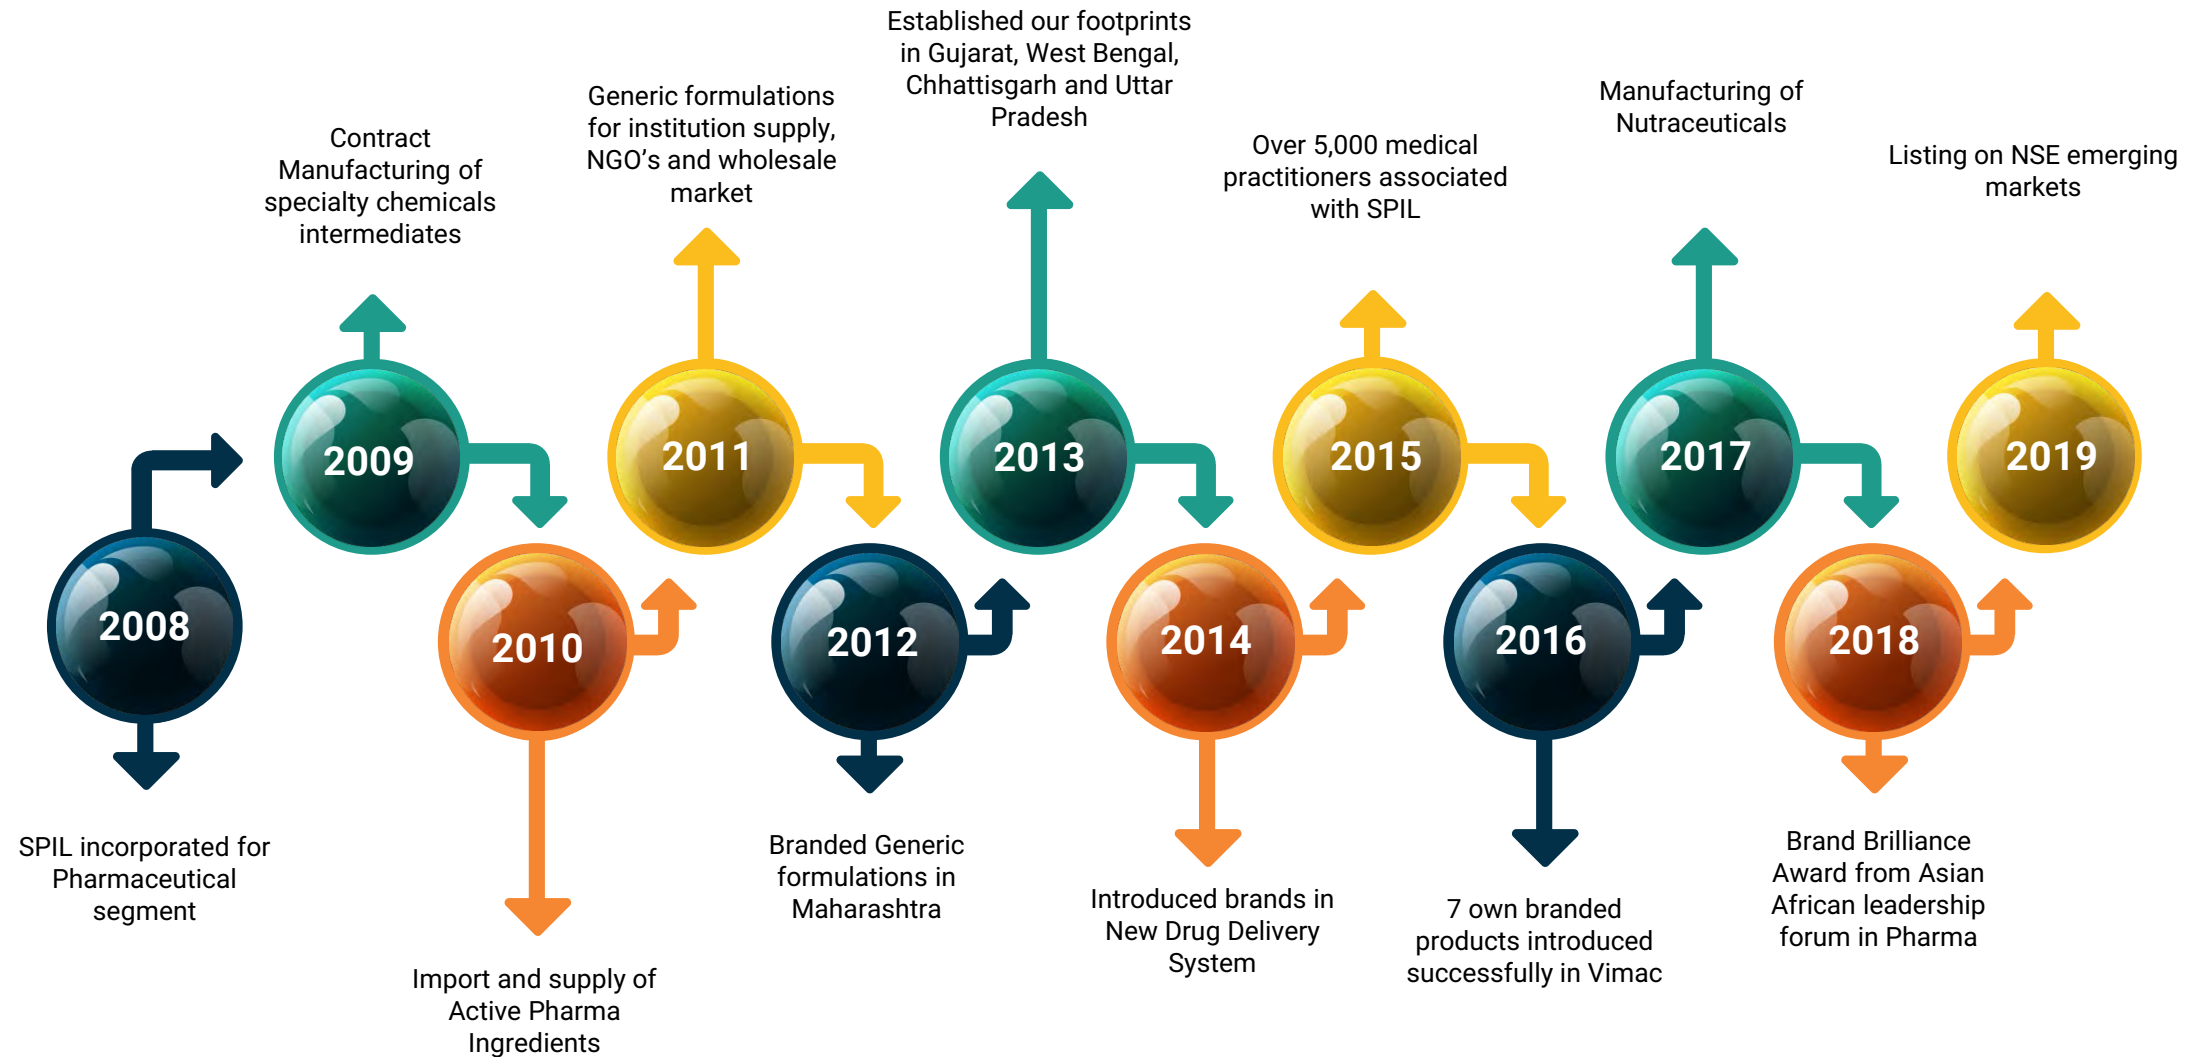 2008
SPIL incorporated for
Pharmaceutical
segment
2009
Contract
Manufacturing of
specialty chemicals
intermediates
2010
Import and supply of
Active Pharma
Ingredients
2011
Generic formulations
for institution supply,
NGO's and wholesale
market
2012
Branded Generic
formulations in
Maharashtra
2013
Established our footprints
in Gujarat, West Bengal,
Chhattisgarh and Uttar
Pradesh
2014
Introduced brands in
New Drug Delivery
System
2015
Over 5,000 medical
practitioners associated
with SPIL
2016
7 own branded
products introduced
successfully in Vimac
2017
Manufacturing of
Nutraceuticals
2018
Brand Brilliance
Award from Asian
African leadership
forum in Pharma
2019
Listing on NSE emerging
markets